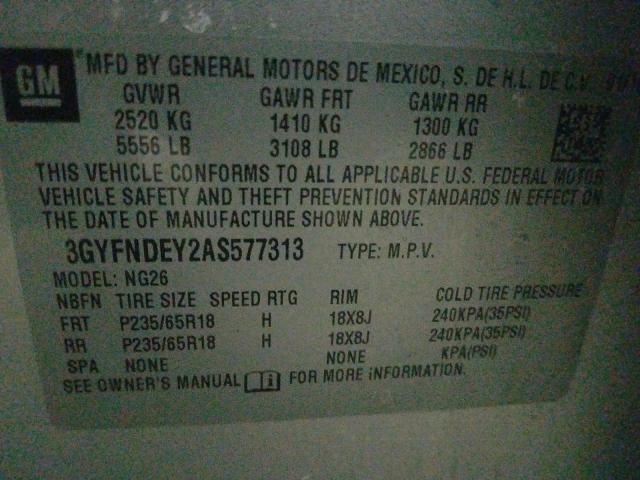 GM
MFD BY GENERAL MOTORS DE MEXICO, S. DE H.L. DE C.V.
GVWR GAWR FRT GAWR RR
2520 KG 1410 KG 1300 KG
5556 LB 3108 LB 2866 LB
THIS VEHICLE CONFORMS TO ALL APPLICABLE U.S. FEDERAL MOTOR
VEHICLE SAFETY AND THEFT PREVENTION STANDARDS IN EFFECT ON
THE DATE OF MANUFACTURE SHOWN ABOVE.
3GYFNDEY2AS577313 TYPE: M.P.V.
MODEL: NG26
NBFN TIRE SIZE SPEED RTG RIM COLD TIRE PRESSURE
FRT P235/65R18 H 18X8J 240KPA(35PSI)
RR P235/65R18 H 18X8J 240KPA(35PSI)
SPA NONE NONE KPA(PSI)
SEE OWNER'S MANUAL FOR MORE INFORMATION.